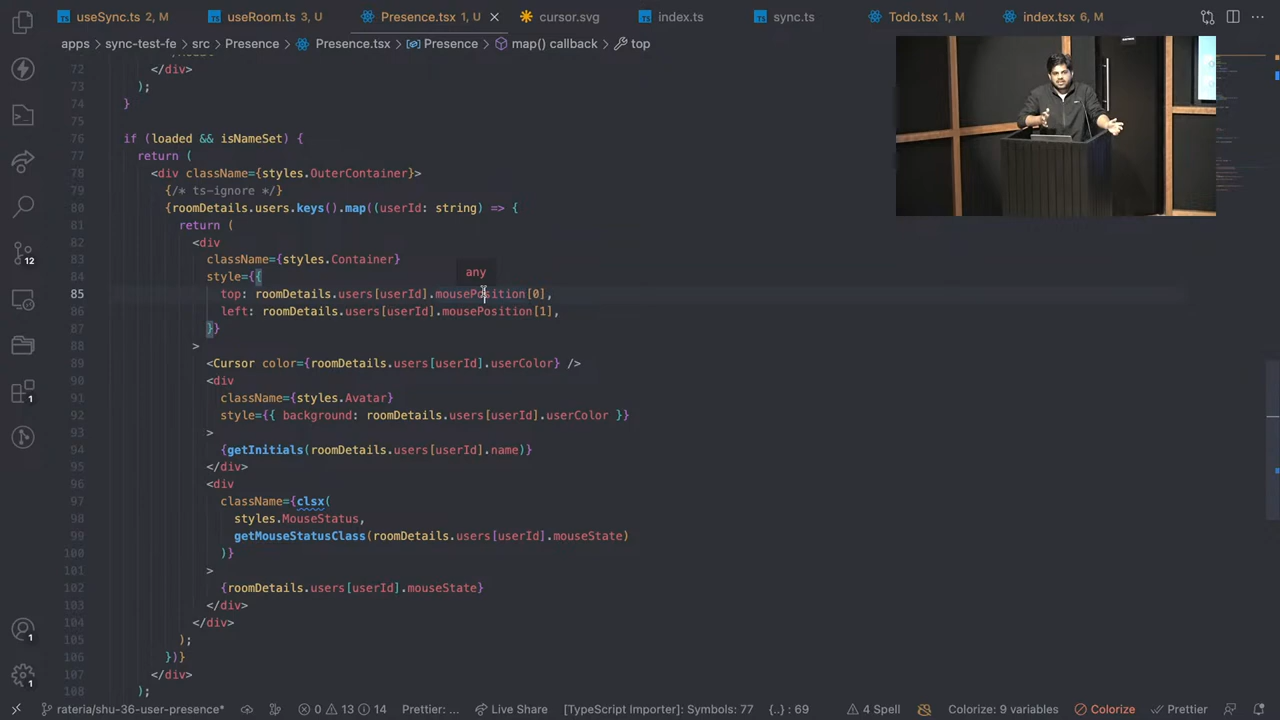 useSync.ts 2, M
useRoom.ts 3, U
Presence.tsx 1, U
cursor.svg
TS index.ts
TS sync.ts
Todo.tsx 1, M
index.tsx 6, M
apps > sync-test-fe > src > Presence > Presence.tsx > Presence > map() callback > top
72 </div>
73 );
74 }
75
76 if (loaded && isNameSet) {
77 return (
78 <div className={styles.OuterContainer}>
79 {/* ts-ignore */}
80 {roomDetails.users.keys().map((userId: string) => {
81 return (
82 <div
83 className={styles.Container}
any
84 style={{
85 top: roomDetails.users[userId].mousePosition[0],
86 left: roomDetails.users[userId].mousePosition[1],
87 }}
88 >
89 <Cursor color={roomDetails.users[userId].userColor} />
90 <div
91 className={styles.Avatar}
92 style={{ background: roomDetails.users[userId].userColor }}
93 >
94 {getInitials(roomDetails.users[userId].name)}
95 </div>
96 <div
97 className={clsx(
98 styles.MouseStatus,
99 getMouseStatusClass(roomDetails.users[userId].mouseState)
100 )}
101 >
102 {roomDetails.users[userId].mouseState}
103 </div>
104 </div>
105 );
106 })}
107 </div>
108 );
12
1
1
1
rateria/shu-36-user-presence* 0 13 14 Prettier: ... Live Share [TypeScript Importer]: Symbols: 77 {..} : 69 4 Spell Colorize: 9 variables Colorize Prettier